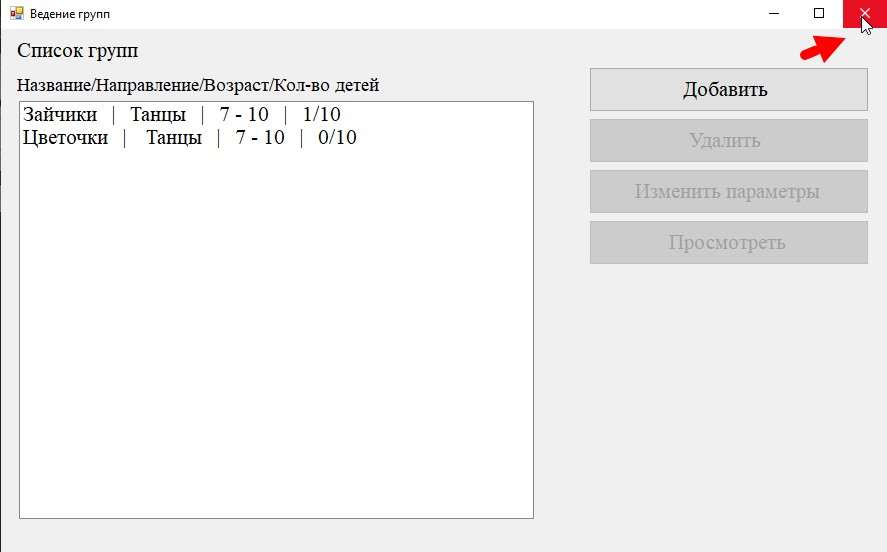 Ведение групп
Список групп
Название/Направление/Возраст/Кол-во детей
Зайчики | Танцы | 7 - 10 | 1/10
Цветочки | Танцы | 7 - 10 | 0/10
Добавить
Удалить
Изменить параметры
Просмотреть